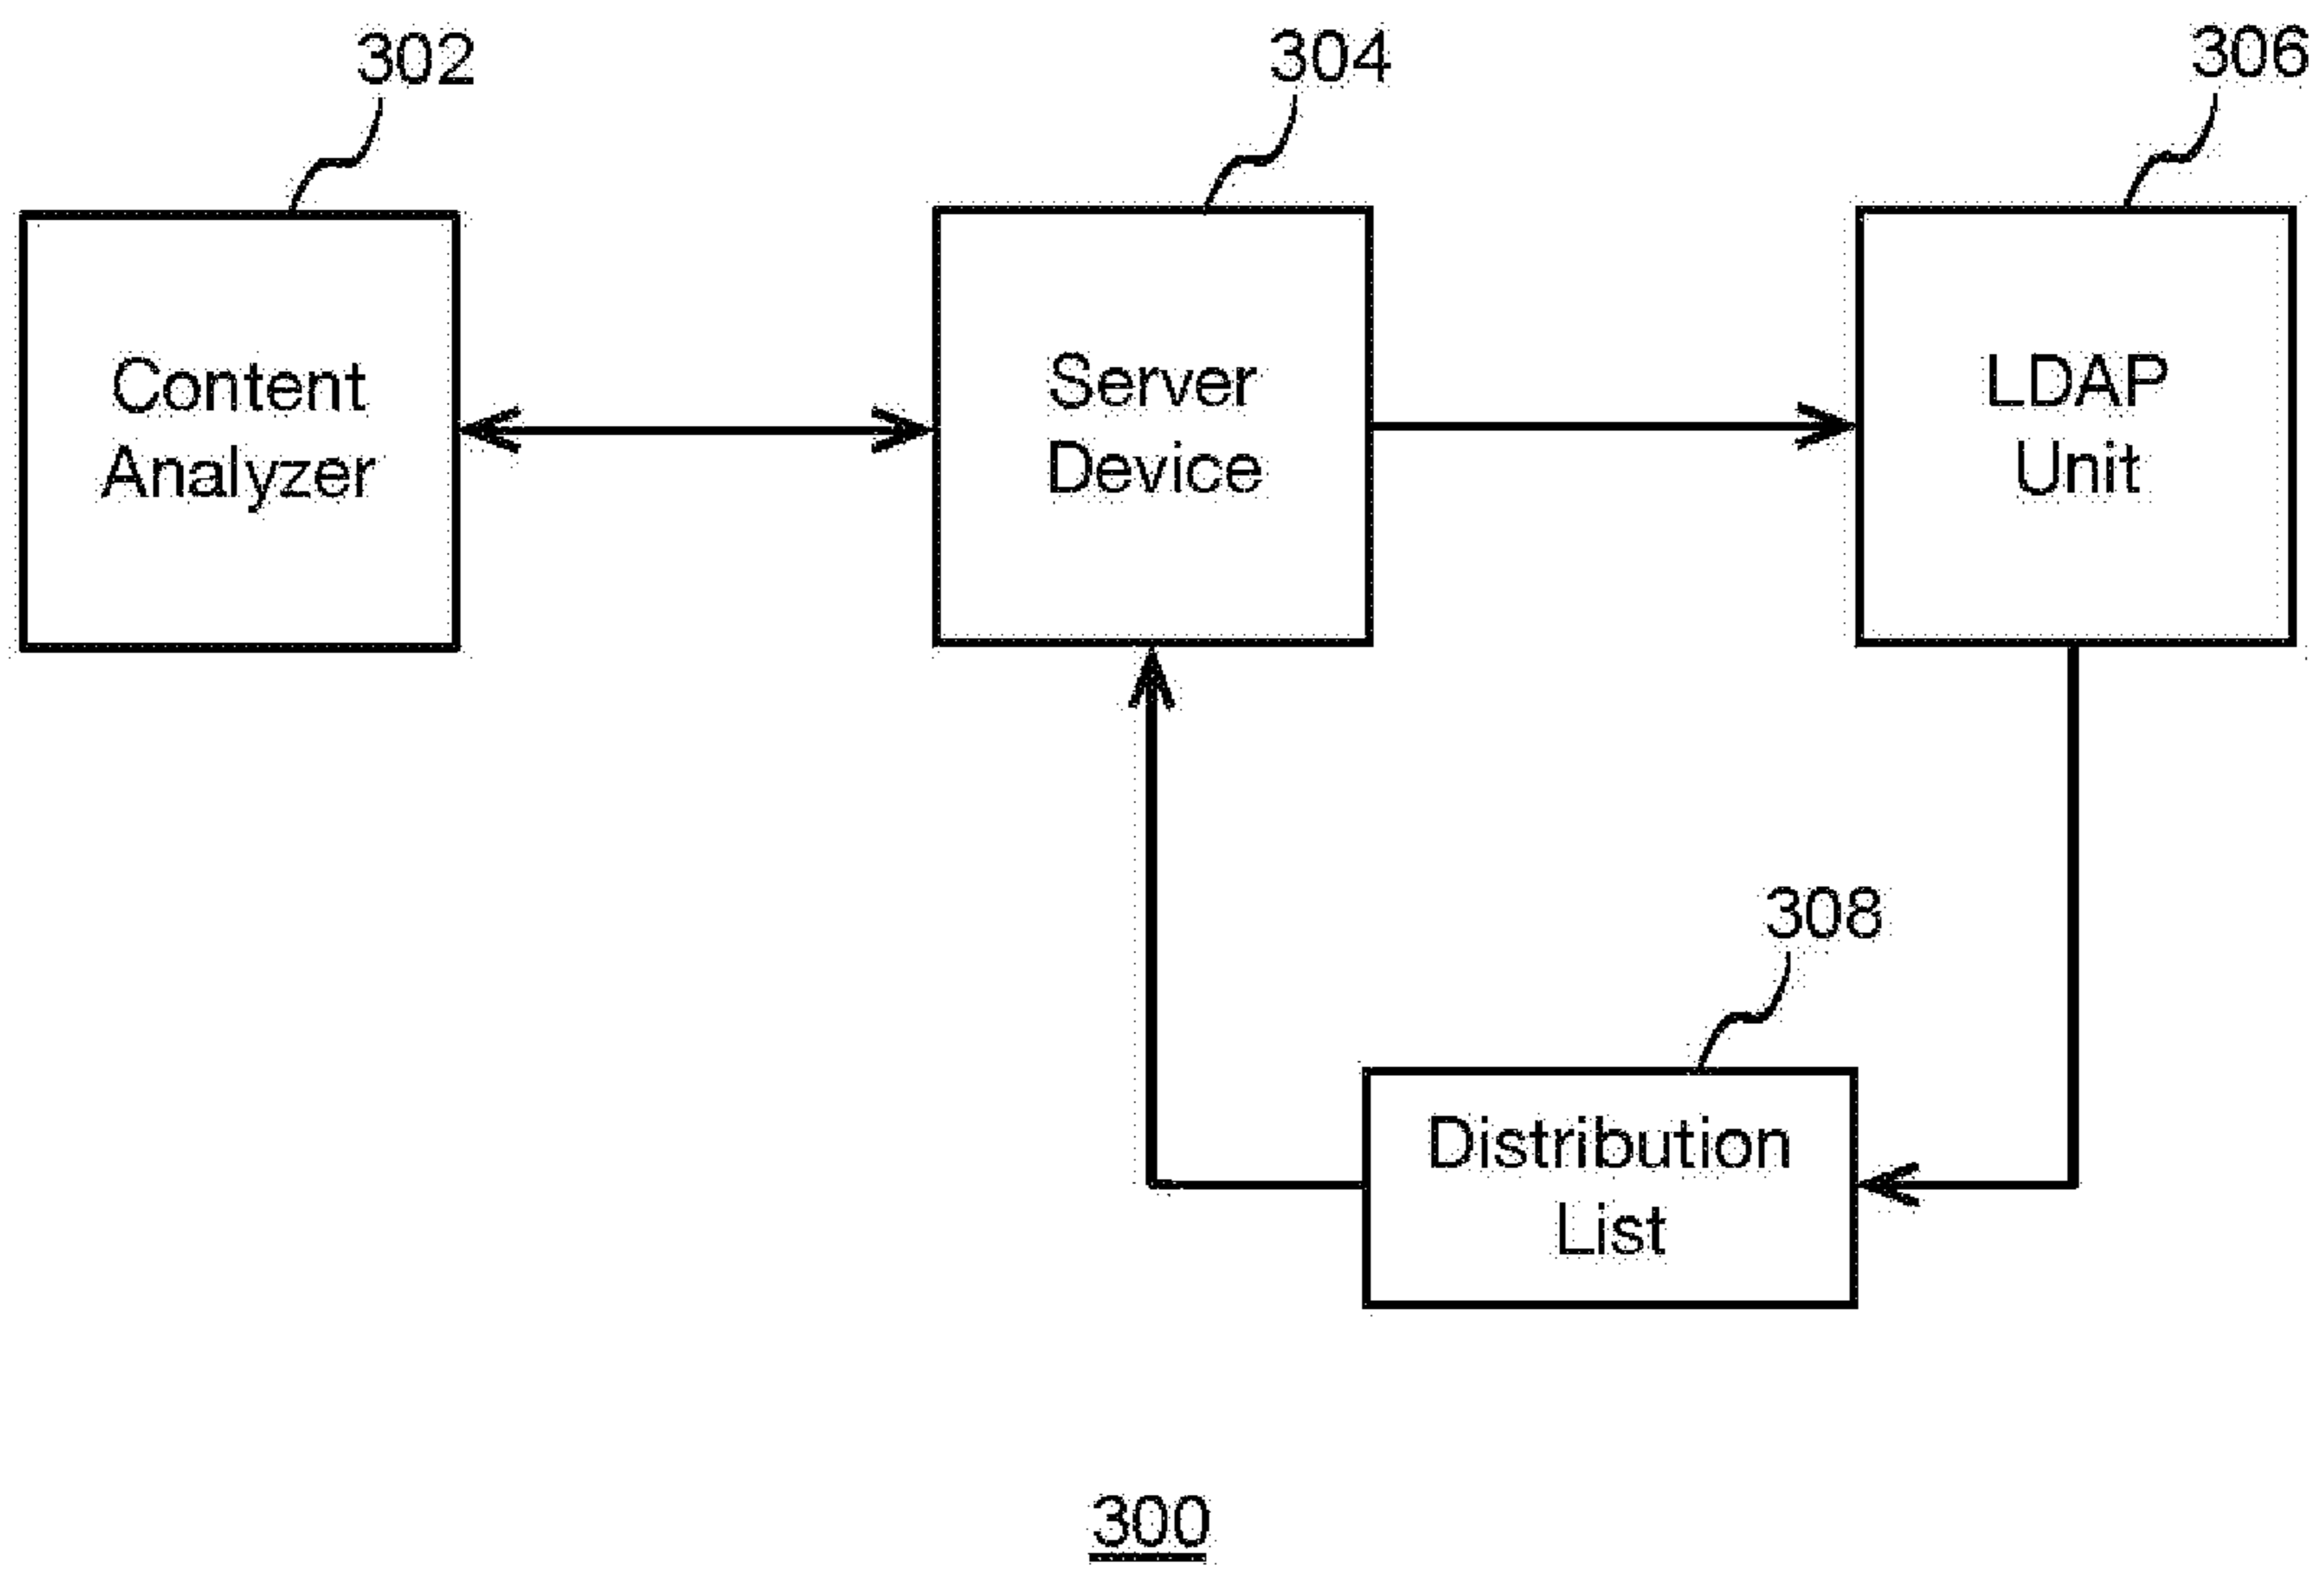 302
304
306
Content
Analyzer
Server
Device
LDAP
Unit
308
Distribution
List
300